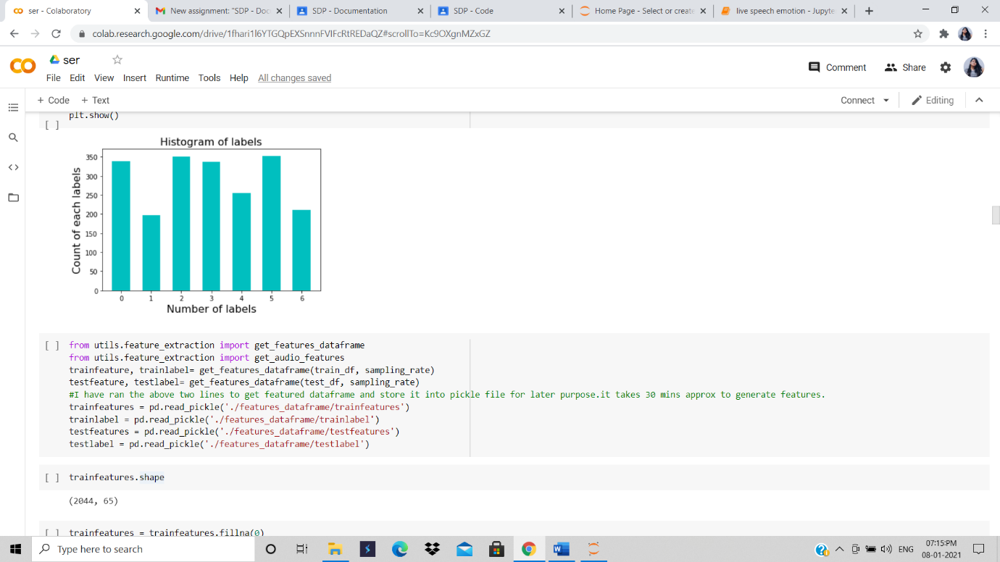 ser - Colaboratory
New assignment: "SDP - Doc
SDP - Documentation
SDP - Code
Home Page - Select or create
live speech emotion - Jupyte
colab.research.google.com/drive/1fhari1l6YTGQpEXSnnnFVIFcRtREDaQZ#scrollTo=Kc9OXgnMZxGZ
ser
File Edit View Insert Runtime Tools Help All changes saved
Comment Share
+ Code + Text
Connect Editing
plt.show()
[ ]
Histogram of labels
Count of each labels
350
300
250
200
150
100
50
0
0 1 2 3 4 5 6
Number of labels
[ ] from utils.feature_extraction import get_features_dataframe
from utils.feature_extraction import get_audio_features
trainfeature, trainlabel= get_features_dataframe(train_df, sampling_rate)
testfeature, testlabel= get_features_dataframe(test_df, sampling_rate)
#I have ran the above two lines to get featured dataframe and store it into pickle file for later purpose.it takes 30 mins approx to generate features.
trainfeatures = pd.read_pickle('./features_dataframe/trainfeatures')
trainlabel = pd.read_pickle('./features_dataframe/trainlabel')
testfeatures = pd.read_pickle('./features_dataframe/testfeatures')
testlabel = pd.read_pickle('./features_dataframe/testlabel')
[ ] trainfeatures.shape
(2044, 65)
[ ] trainfeatures = trainfeatures.fillna(0)
Type here to search
ENG
07:15:PM
08-01-2021